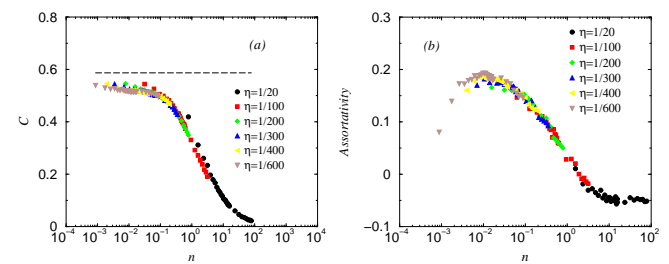 0.8
0.6
0.4
0.2
0
C
(a)
η=1/20
η=1/100
η=1/200
η=1/300
η=1/400
η=1/600
10⁻⁴ 10⁻³ 10⁻² 10⁻¹ 10⁰ 10¹ 10² 10³ 10⁴
n
0.3
0.2
0.1
0
−0.1
Assortativity
(b)
η=1/20
η=1/100
η=1/200
η=1/300
η=1/400
η=1/600
10⁻⁴ 10⁻³ 10⁻² 10⁻¹ 10⁰ 10¹ 10²
n